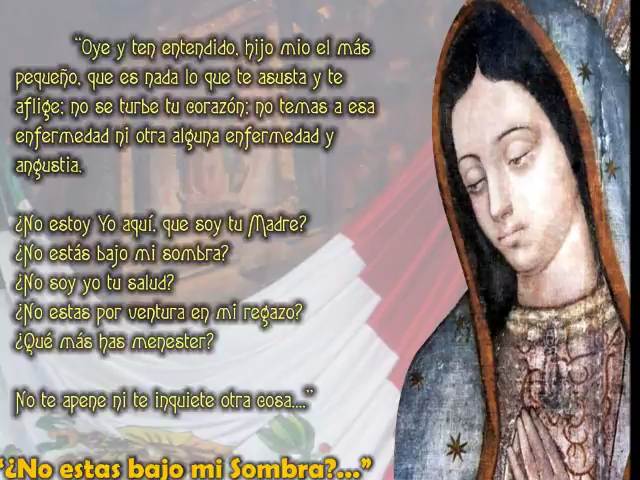 “Oye y ten entendido, hijo mio el más
pequeño, que es nada lo que te asusta y te
aflige; no se turbe tu corazón; no temas a esa
enfermedad ni otra alguna enfermedad y
angustia.
¿No estoy Yo aquí, que soy tu Madre?
¿No estás bajo mi sombra?
¿No soy yo tu salud?
¿No estas por ventura en mi regazo?
¿Qué más has menester?
No te apene ni te inquiete otra cosa....”
“¿No estas bajo mi Sombra?...”